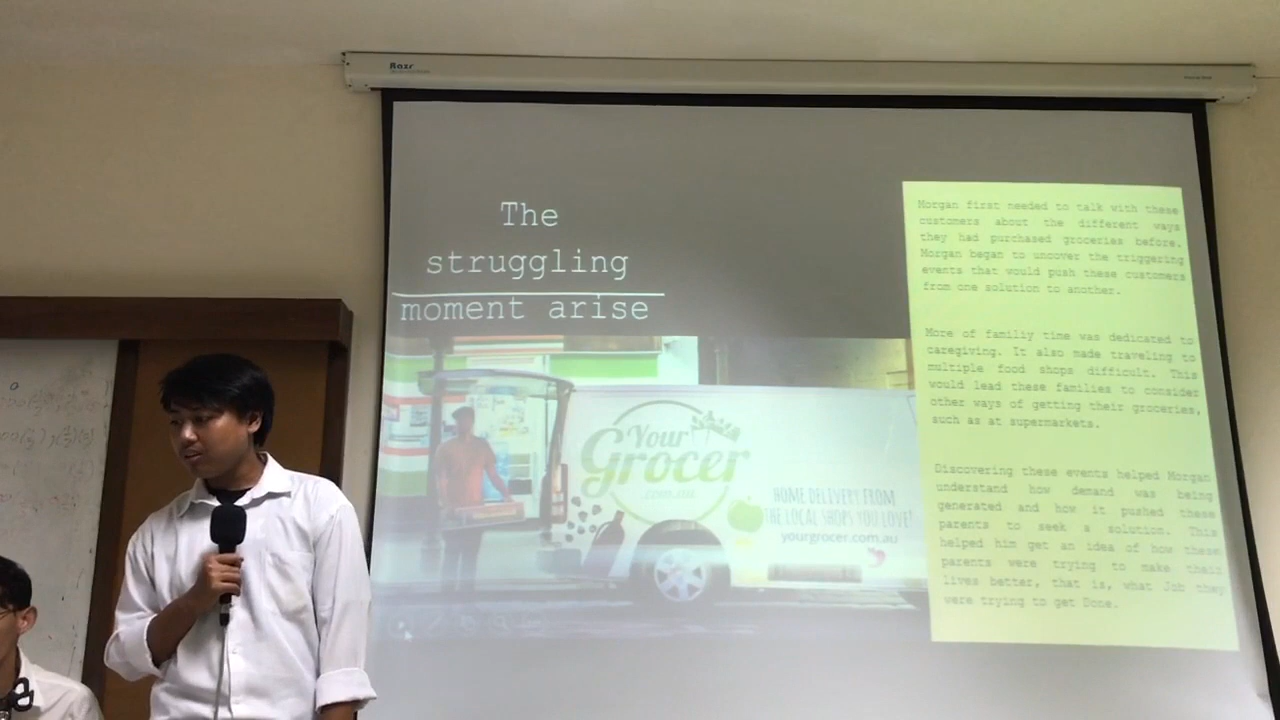 Razr
The
struggling
moment arise
Morgan first needed to talk with these
customers about the different ways
they had purchased groceries before.
Morgan began to uncover the triggering
events that would push these customers
from one solution to another.
More of familiy time was dedicated to
caregiving. It also made traveling to
multiple food shops difficult. This
would lead these families to consider
other ways of getting their groceries,
such as at supermarkets.
Discovering these events helped Morgan
understand how demand was being
generated and how it pushed these
parents to seek a solution. This
helped him get an idea of how these
parents were trying to make their
lives better, that is, what Job they
were trying to get Done.
Your
Grocer
.com.au
HOME DELIVERY FROM
THE LOCAL SHOPS YOU LOVE!
yourgrocer.com.au